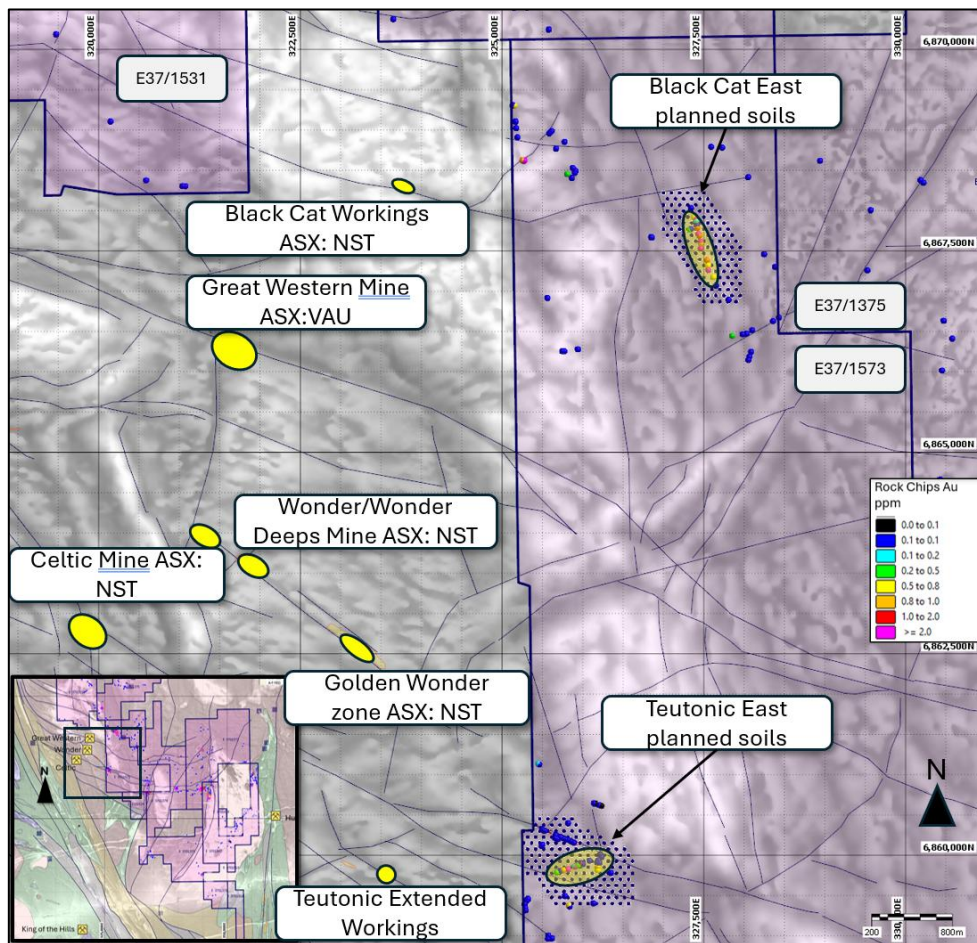 320,000E
322,500E
325,000E
327,500E
330,000E
6,870,000N
E37/1531
Black Cat East
planned soils
Black Cat Workings
ASX: NST
6,867,500N
Great Western Mine
ASX:VAU
E37/1375
E37/1573
6,865,000N
Rock Chips Au
ppm
0.0 to 0.1
0.1 to 0.1
0.1 to 0.2
0.2 to 0.5
0.5 to 0.8
0.8 to 1.0
1.0 to 2.0
>= 2.0
Wonder/Wonder
Deeps Mine ASX: NST
Celtic Mine ASX:
NST
6,862,500N
Golden Wonder
zone ASX: NST
Teutonic East
planned soils
Great Western
Wonder
Celtic
N
King of the Hills
N
6,860,000N
Teutonic Extended
Workings
327,500E
200
800m